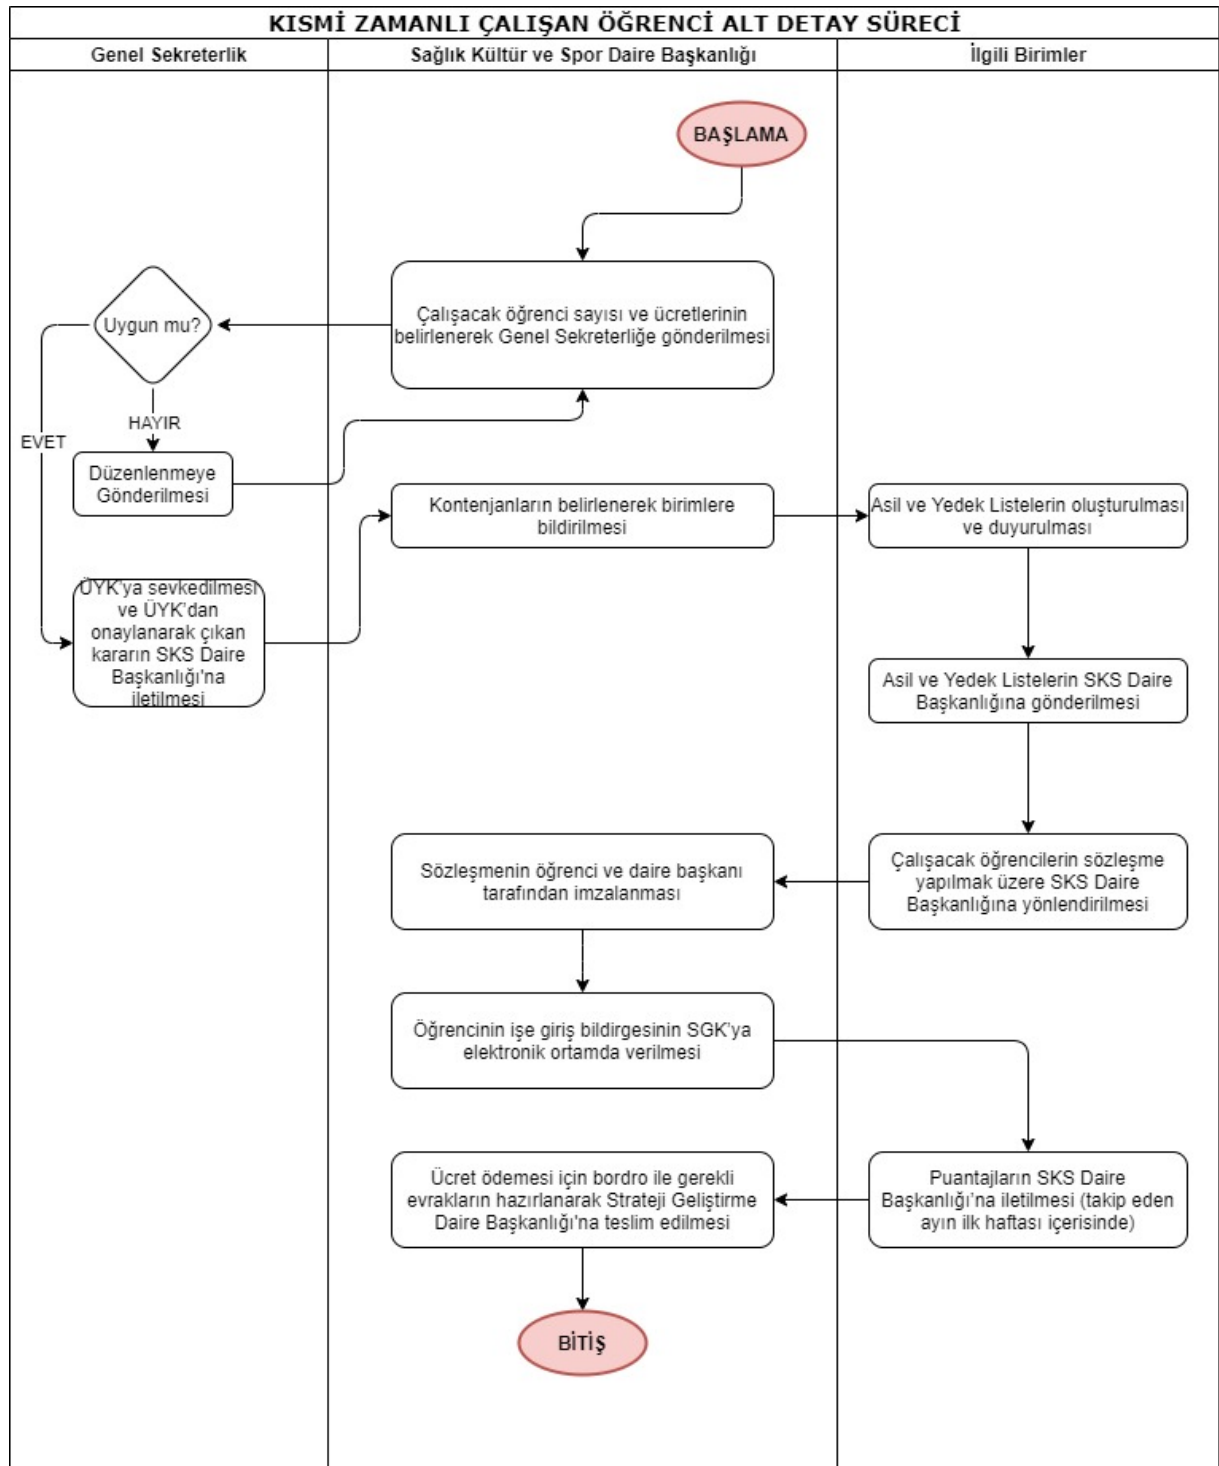 KISMİ ZAMANLI ÇALIŞAN ÖĞRENCİ ALT DETAY SÜRECİ
Genel Sekreterlik
Sağlık Kültür ve Spor Daire Başkanlığı
İlgili Birimler
BAŞLAMA
Çalışacak öğrenci sayısı ve ücretlerinin
belirlenerek Genel Sekreterliğe gönderilmesi
Uygun mu?
HAYIR
EVET
Düzenlenmeye
Gönderilmesi
ÜYK'ya sevkedilmesi
ve ÜYK'dan
onaylanarak çıkan
kararın SKS Daire
Başkanlığı'na
iletilmesi
Kontenjanların belirlenerek birimlere
bildirilmesi
Asil ve Yedek Listelerin oluşturulması
ve duyurulması
Asil ve Yedek Listelerin SKS Daire
Başkanlığına gönderilmesi
Çalışacak öğrencilerin sözleşme
yapılmak üzere SKS Daire
Başkanlığına yönlendirilmesi
Sözleşmenin öğrenci ve daire başkanı
tarafından imzalanması
Öğrencinin işe giriş bildirgesinin SGK'ya
elektronik ortamda verilmesi
Puantajların SKS Daire
Başkanlığı'na iletilmesi (takip eden
ayın ilk haftası içerisinde)
Ücret ödemesi için bordro ile gerekli
evrakların hazırlanarak Strateji Geliştirme
Daire Başkanlığı'na teslim edilmesi
BİTİŞ